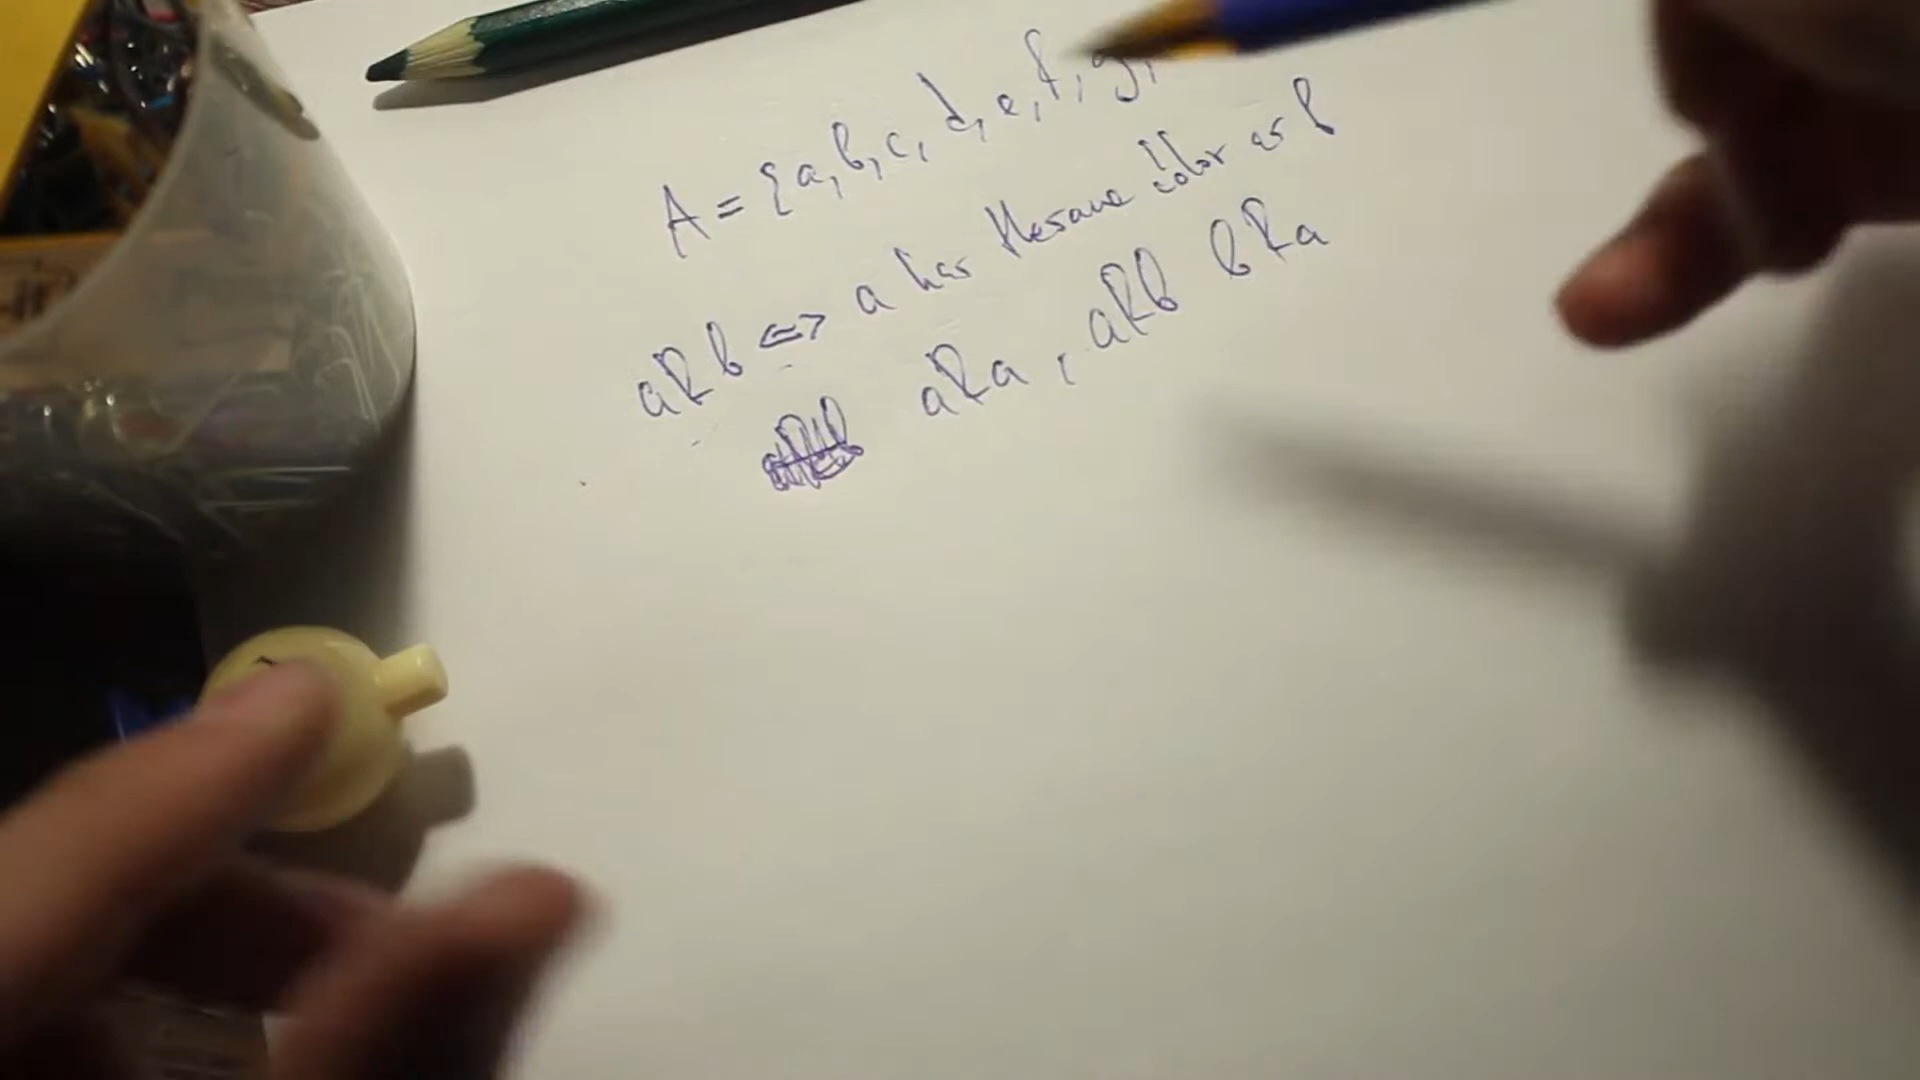 A = {a, b, c, d, e, f, g,
aRb <=> a has the same color as b
aRa, aRb bRa